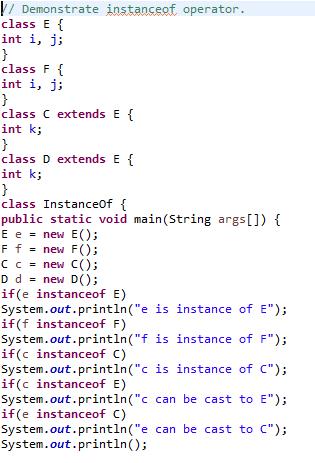 // Demonstrate instanceof operator.
class E {
int i, j;
}
class F {
int i, j;
}
class C extends E {
int k;
}
class D extends E {
int k;
}
class InstanceOf {
public static void main(String args[]) {
E e = new E();
F f = new F();
C c = new C();
D d = new D();
if(e instanceof E)
System.out.println("e is instance of E");
if(f instanceof F)
System.out.println("f is instance of F");
if(c instanceof C)
System.out.println("c is instance of C");
if(c instanceof E)
System.out.println("c can be cast to E");
if(e instanceof C)
System.out.println("e can be cast to C");
System.out.println();